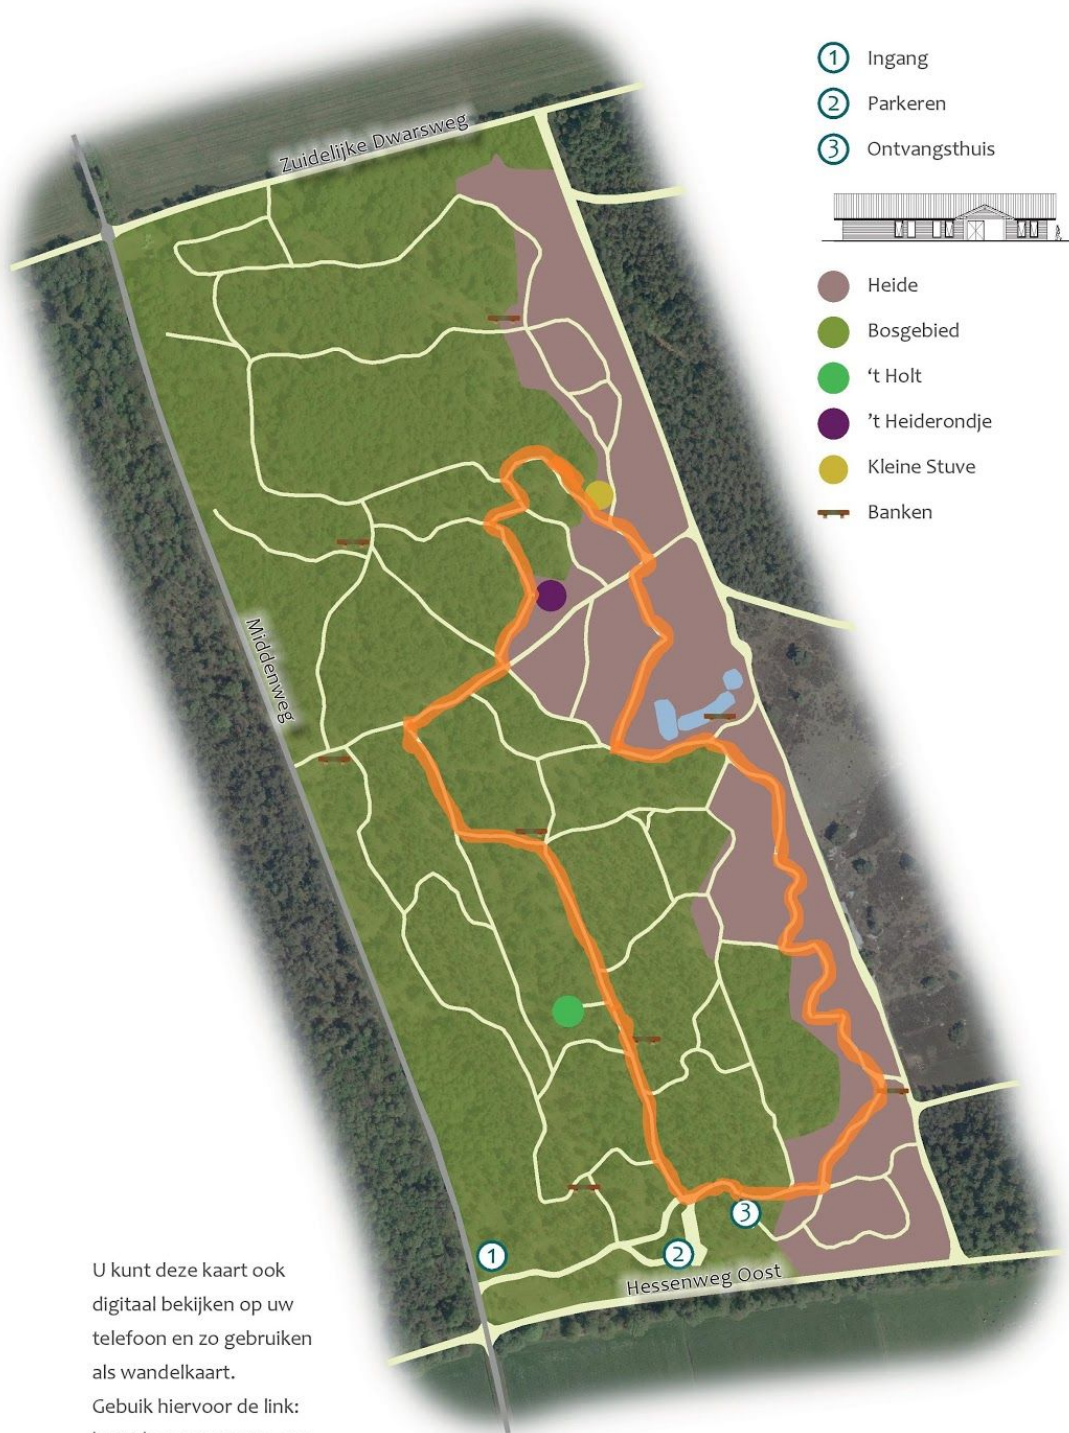 1 Ingang
2 Parkeren
3 Ontvangsthuis
Zuidelijke Dwarsweg
Heide
Bosgebied
‘t Holt
’t Heiderondje
Kleine Stuve
Banken
Middenweg
3
1
2
Hessenweg Oost
U kunt deze kaart ook
digitaal bekijken op uw
telefoon en zo gebruiken
als wandelkaart.
Gebuik hiervoor de link: